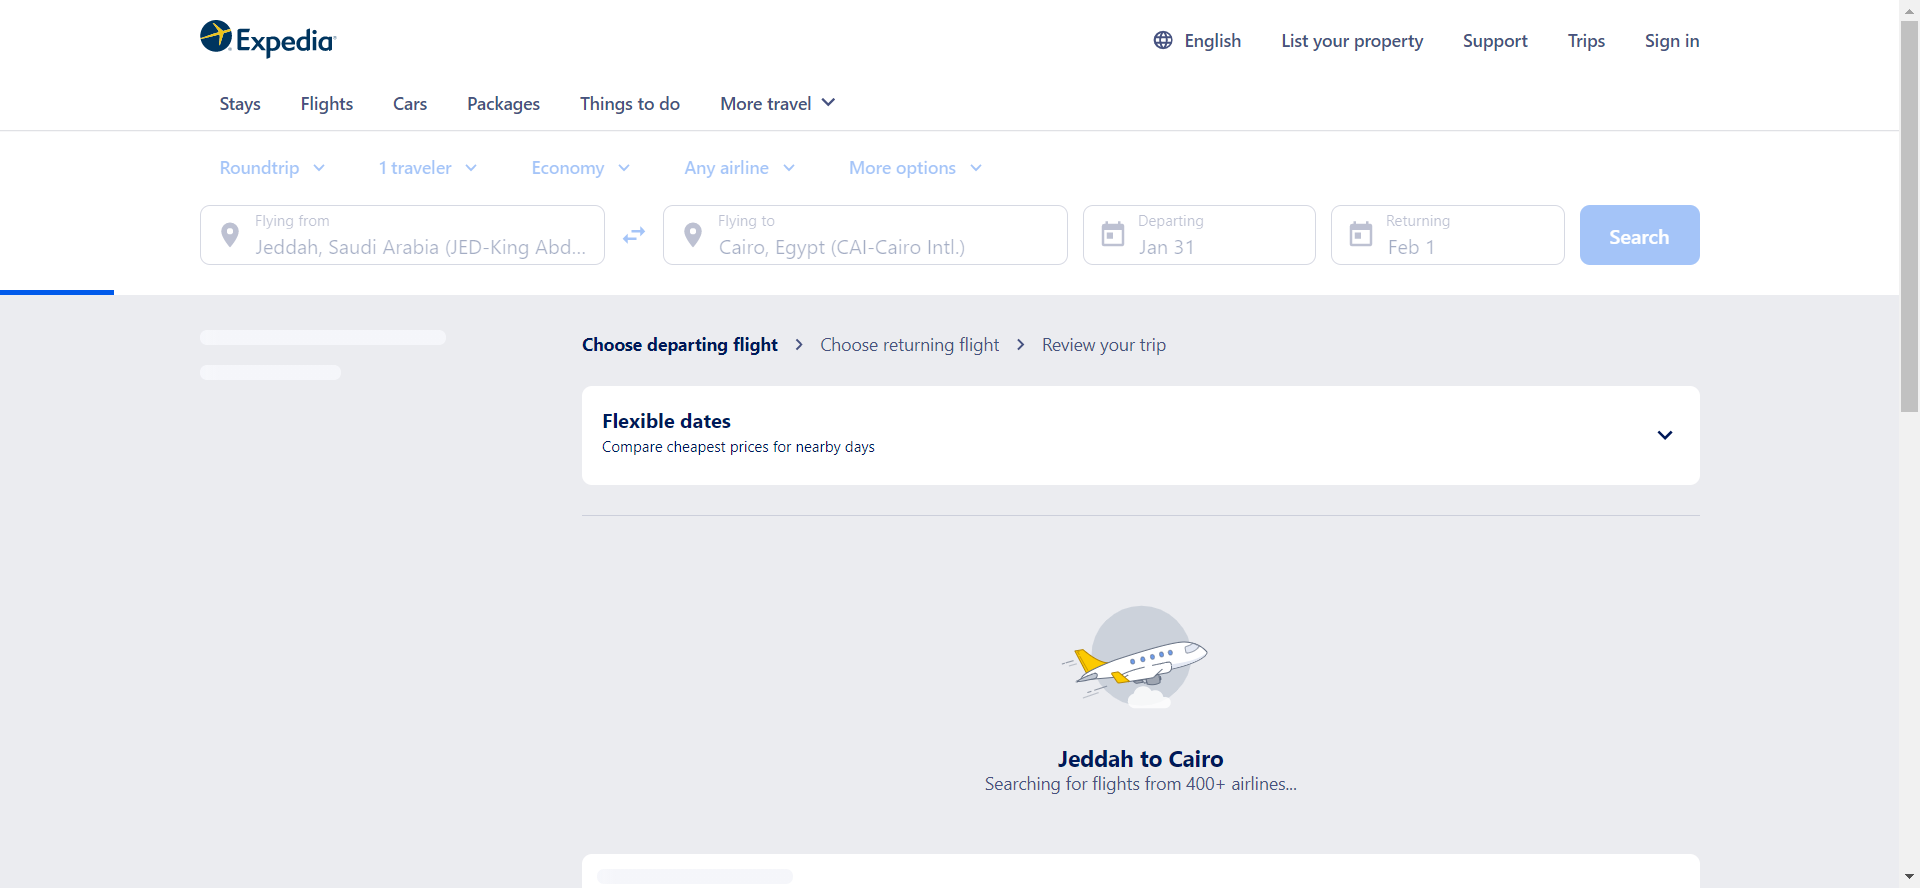 Expedia
English
List your property
Support
Trips
Sign in
Stays
Flights
Cars
Packages
Things to do
More travel
Roundtrip
1 traveler
Economy
Any airline
More options
Flying from
Jeddah, Saudi Arabia (JED-King Abd...
Flying to
Cairo, Egypt (CAI-Cairo Intl.)
Departing
Jan 31
Returning
Feb 1
Search
Choose departing flight
Choose returning flight
Review your trip
Flexible dates
Compare cheapest prices for nearby days
Jeddah to Cairo
Searching for flights from 400+ airlines...